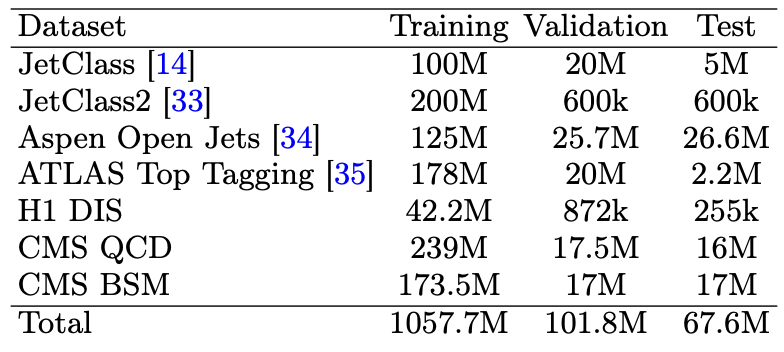 Dataset Training Validation Test
JetClass [14] 100M 20M 5M
JetClass2 [33] 200M 600k 600k
Aspen Open Jets [34] 125M 25.7M 26.6M
ATLAS Top Tagging [35] 178M 20M 2.2M
H1 DIS 42.2M 872k 255k
CMS QCD 239M 17.5M 16M
CMS BSM 173.5M 17M 17M
Total 1057.7M 101.8M 67.6M